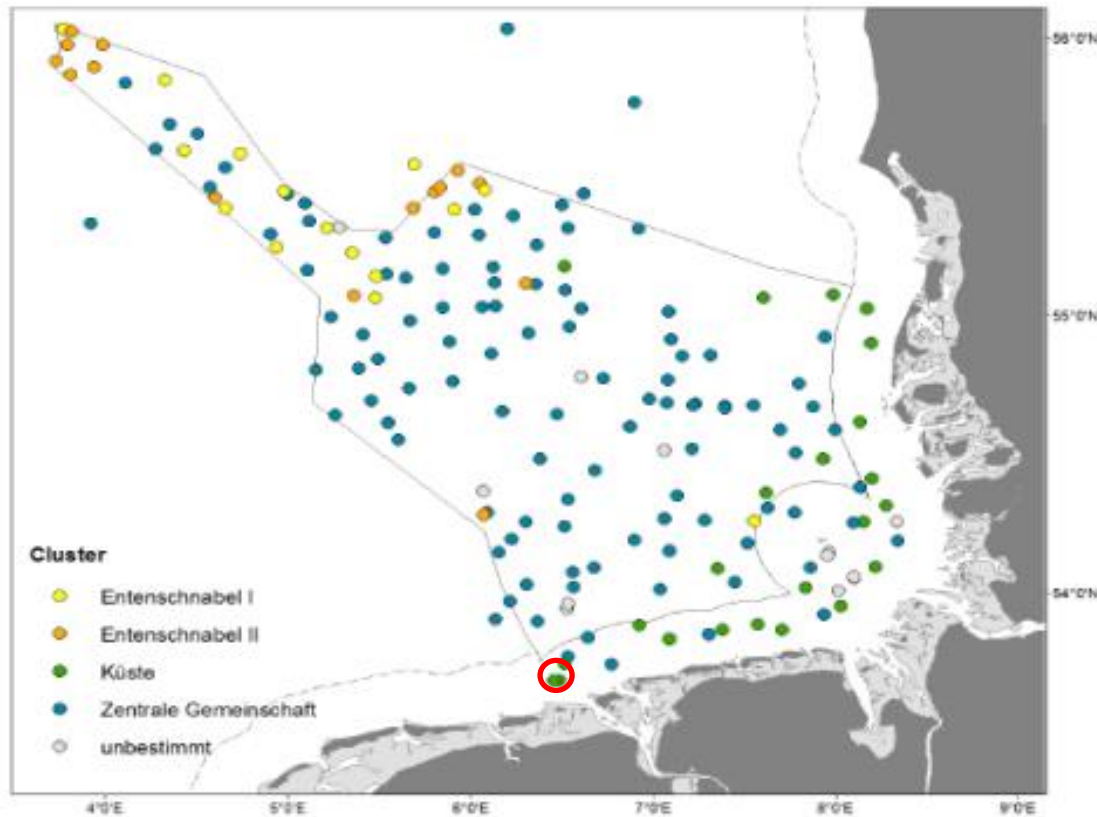 56°0'N
55°0'N
54°0'N
Cluster
Entenschnabel I
Entenschnabel II
Küste
Zentrale Gemeinschaft
unbestimmt
4°0'E
5°0'E
6°0'E
7°0'E
8°0'E
9°0'E